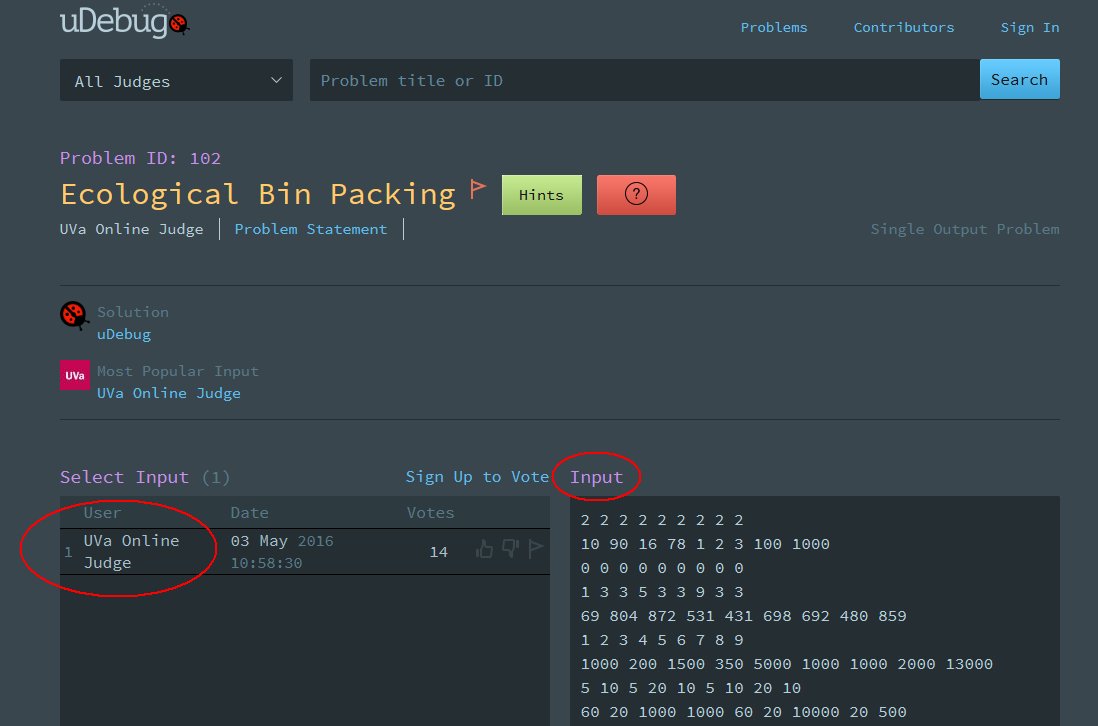 uDebug
Problems Contributors Sign In
All Judges Problem title or ID Search
Problem ID: 102
Ecological Bin Packing Hints ?
UVa Online Judge Problem Statement Single Output Problem
Solution
uDebug
UVa Most Popular Input
UVa Online Judge
Select Input (1) Sign Up to Vote
User Date Votes
1 UVa Online Judge 03 May 2016 10:58:30 14
Input
2 2 2 2 2 2 2 2 2
10 90 16 78 1 2 3 100 1000
0 0 0 0 0 0 0 0 0
1 3 3 5 3 3 9 3 3
69 804 872 531 431 698 692 480 859
1 2 3 4 5 6 7 8 9
1000 200 1500 350 5000 1000 1000 2000 13000
5 10 5 20 10 5 10 20 10
60 20 1000 1000 60 20 10000 20 500